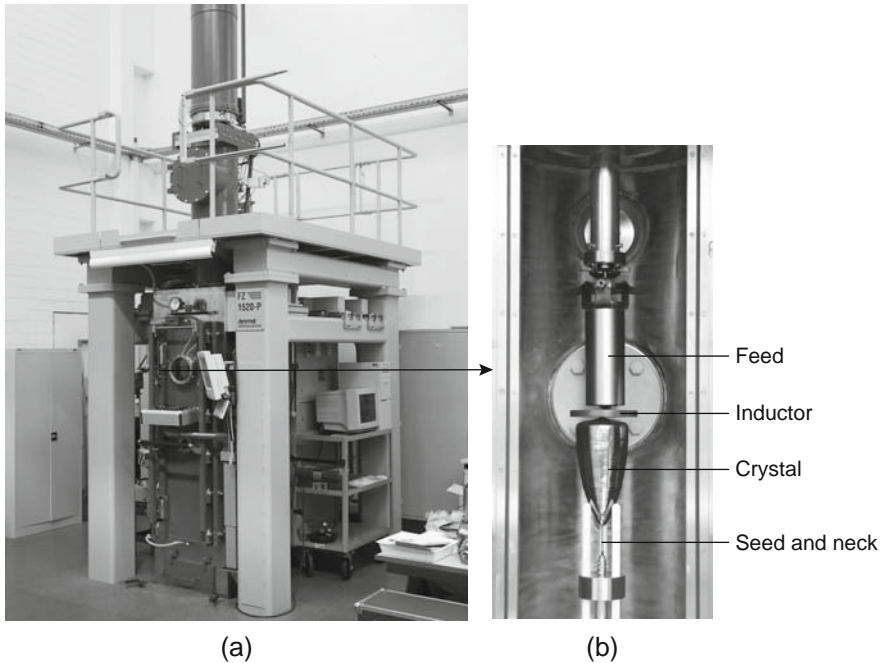 FZ
1520-P
Feed
Inductor
Crystal
Seed and neck
(a)
(b)